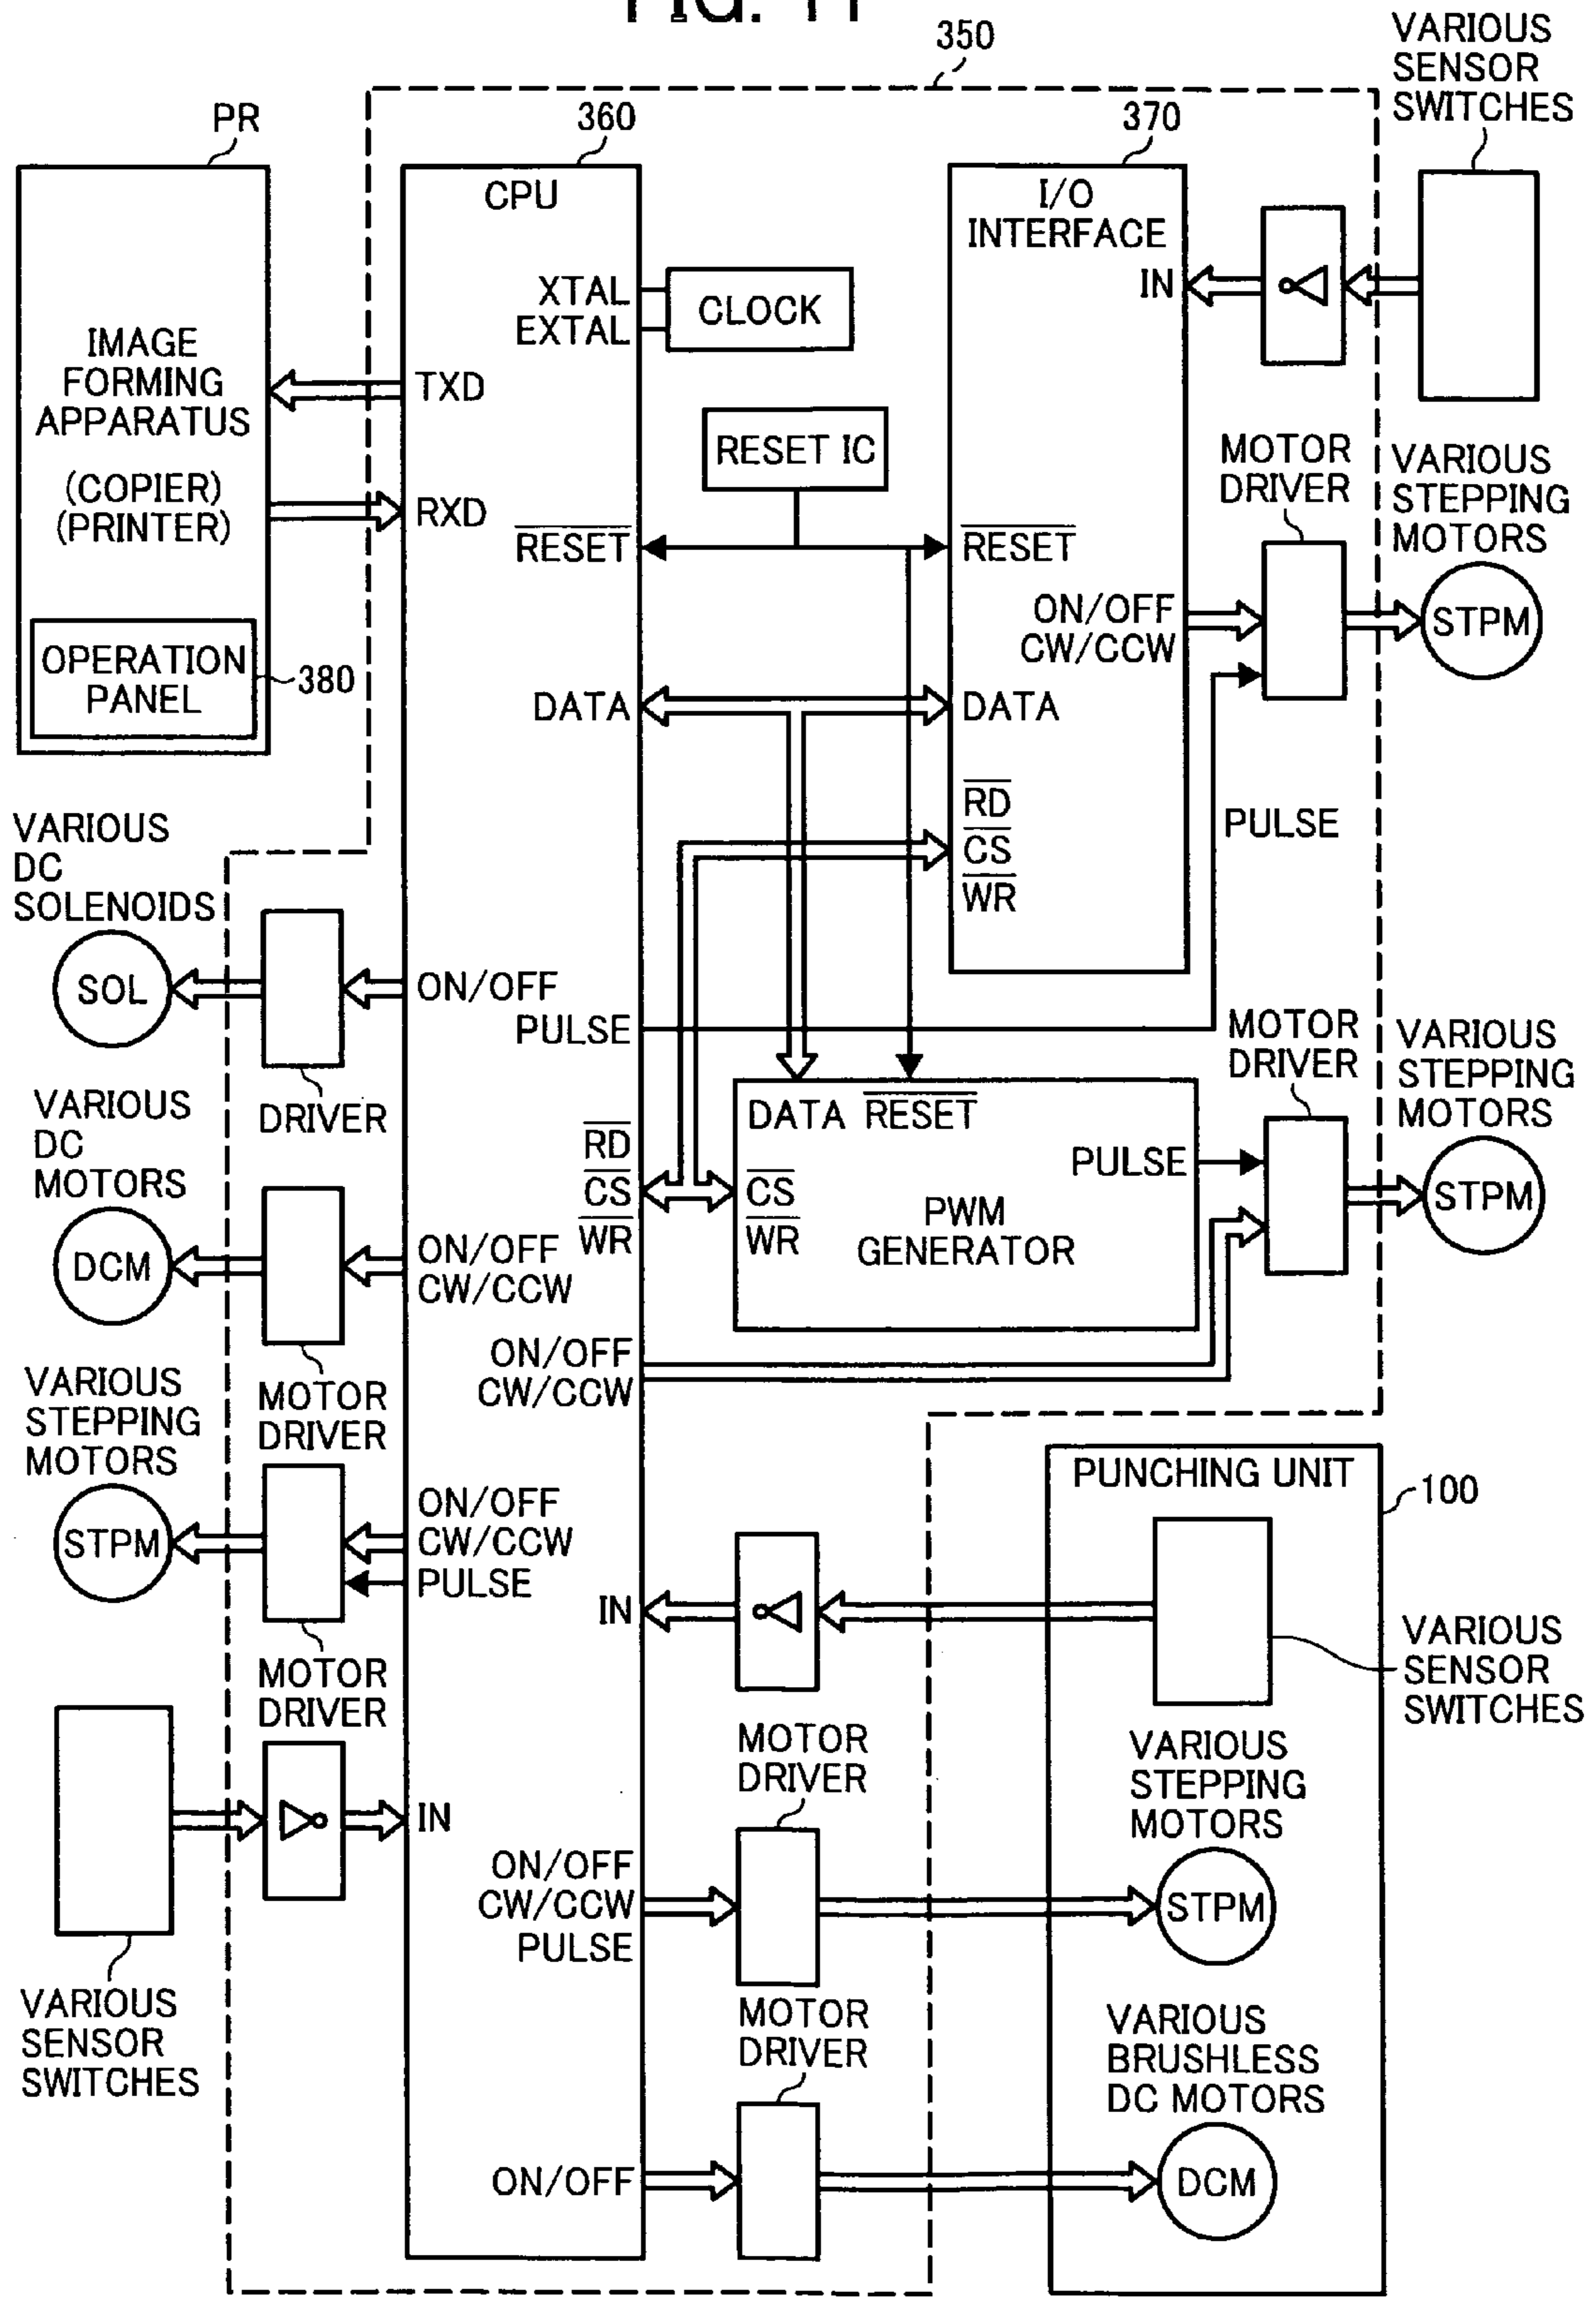 FIG. 11
350
VARIOUS
SENSOR
SWITCHES
PR
360
370
CPU
I/O
INTERFACE
XTAL
EXTAL
CLOCK
IN
IMAGE
FORMING
APPARATUS
(COPIER)
(PRINTER)
TXD
RXD
RESET IC
RESET
RESET
MOTOR
DRIVER
VARIOUS
STEPPING
MOTORS
ON/OFF
CW/CCW
STPM
OPERATION
PANEL
380
DATA
DATA
RD
CS
WR
PULSE
VARIOUS
DC
SOLENOIDS
SOL
ON/OFF
PULSE
DRIVER
MOTOR
DRIVER
VARIOUS
STEPPING
MOTORS
VARIOUS
DC
MOTORS
DATA RESET
RD
CS
WR
CS
WR
PULSE
PWM
GENERATOR
STPM
DCM
ON/OFF
CW/CCW
MOTOR
DRIVER
ON/OFF
CW/CCW
VARIOUS
STEPPING
MOTORS
STPM
ON/OFF
CW/CCW
PULSE
MOTOR
DRIVER
PUNCHING UNIT
100
IN
VARIOUS
SENSOR
SWITCHES
IN
VARIOUS
SENSOR
SWITCHES
MOTOR
DRIVER
VARIOUS
STEPPING
MOTORS
ON/OFF
CW/CCW
PULSE
STPM
MOTOR
DRIVER
VARIOUS
BRUSHLESS
DC MOTORS
ON/OFF
DCM